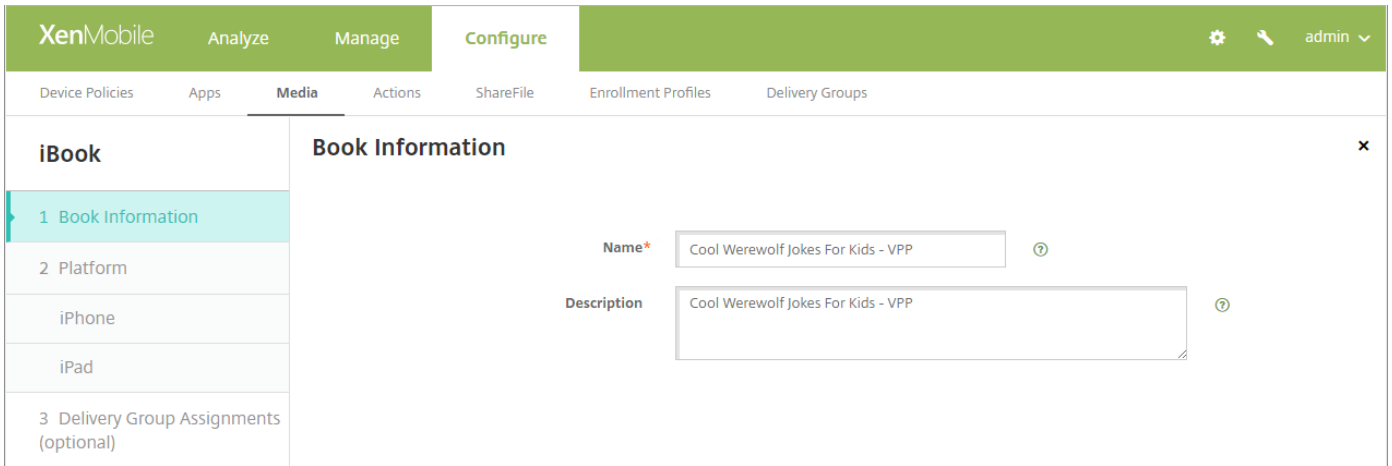 XenMobile Analyze Manage Configure admin
Device Policies Apps Media Actions ShareFile Enrollment Profiles Delivery Groups
iBook
Book Information
1 Book Information
Name* Cool Werewolf Jokes For Kids - VPP ?
2 Platform
Description Cool Werewolf Jokes For Kids - VPP ?
iPhone
iPad
3 Delivery Group Assignments
(optional)